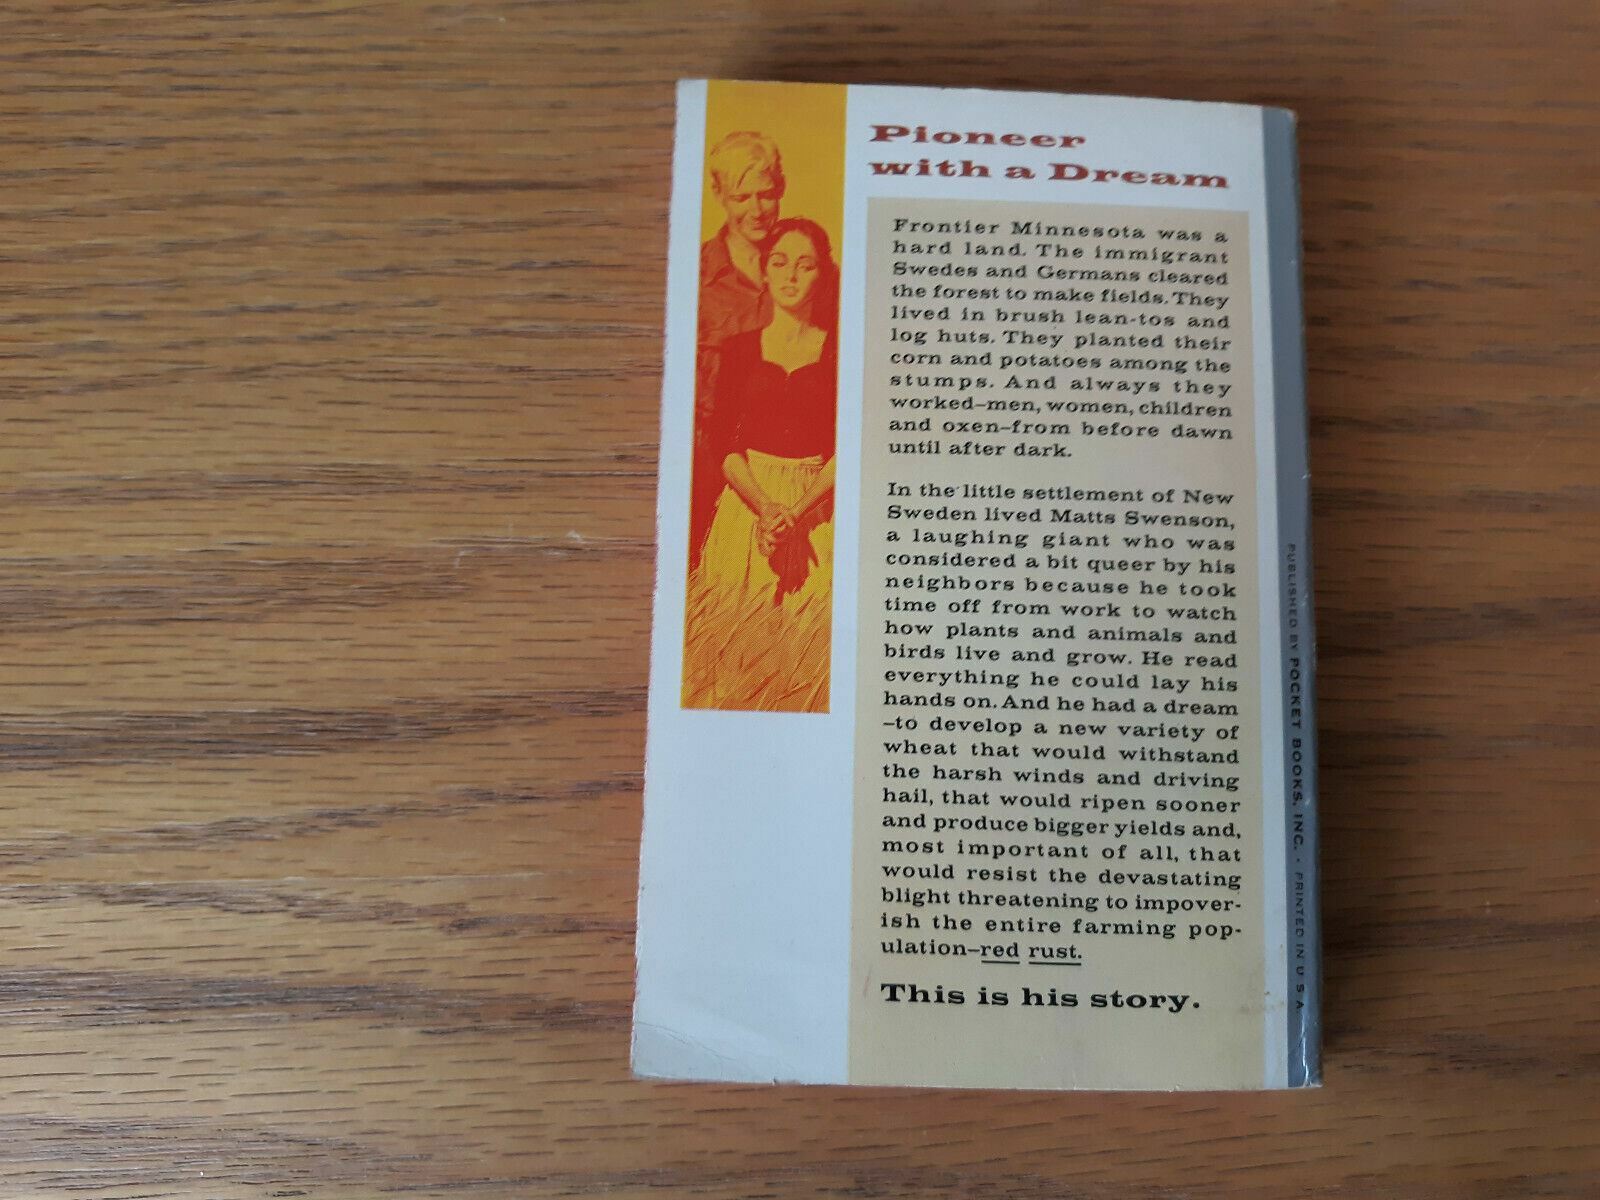 Pioneer
with a Dream
Frontier Minnesota was a
hard land. The immigrant
Swedes and Germans cleared
the forest to make fields. They
lived in brush lean-tos and
log huts. They planted their
corn and potatoes among the
stumps. And always they
worked–men, women, children
and oxen–from before dawn
until after dark.
In the little settlement of New
Sweden lived Matts Swenson,
a laughing giant who was
considered a bit queer by his
neighbors because he took
time off from work to watch
how plants and animals and
birds live and grow. He read
everything he could lay his
hands on. And he had a dream
–to develop a new variety of
wheat that would withstand
the harsh winds and driving
hail, that would ripen sooner
and produce bigger yields and,
most important of all, that
would resist the devastating
blight threatening to impover-
ish the entire farming pop-
ulation–red rust.
This is his story.
PUBLISHED BY POCKET BOOKS, INC. · PRINTED IN U S A